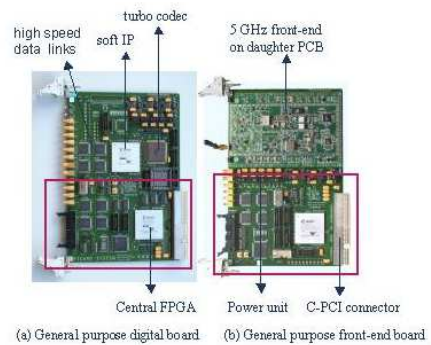 turbo codec
high speed
data links
soft IP
5 GHz front-end
on daughter PCB
Central FPGA
Power unit
C-PCI connector
(a) General purpose digital board
(b) General purpose front-end board